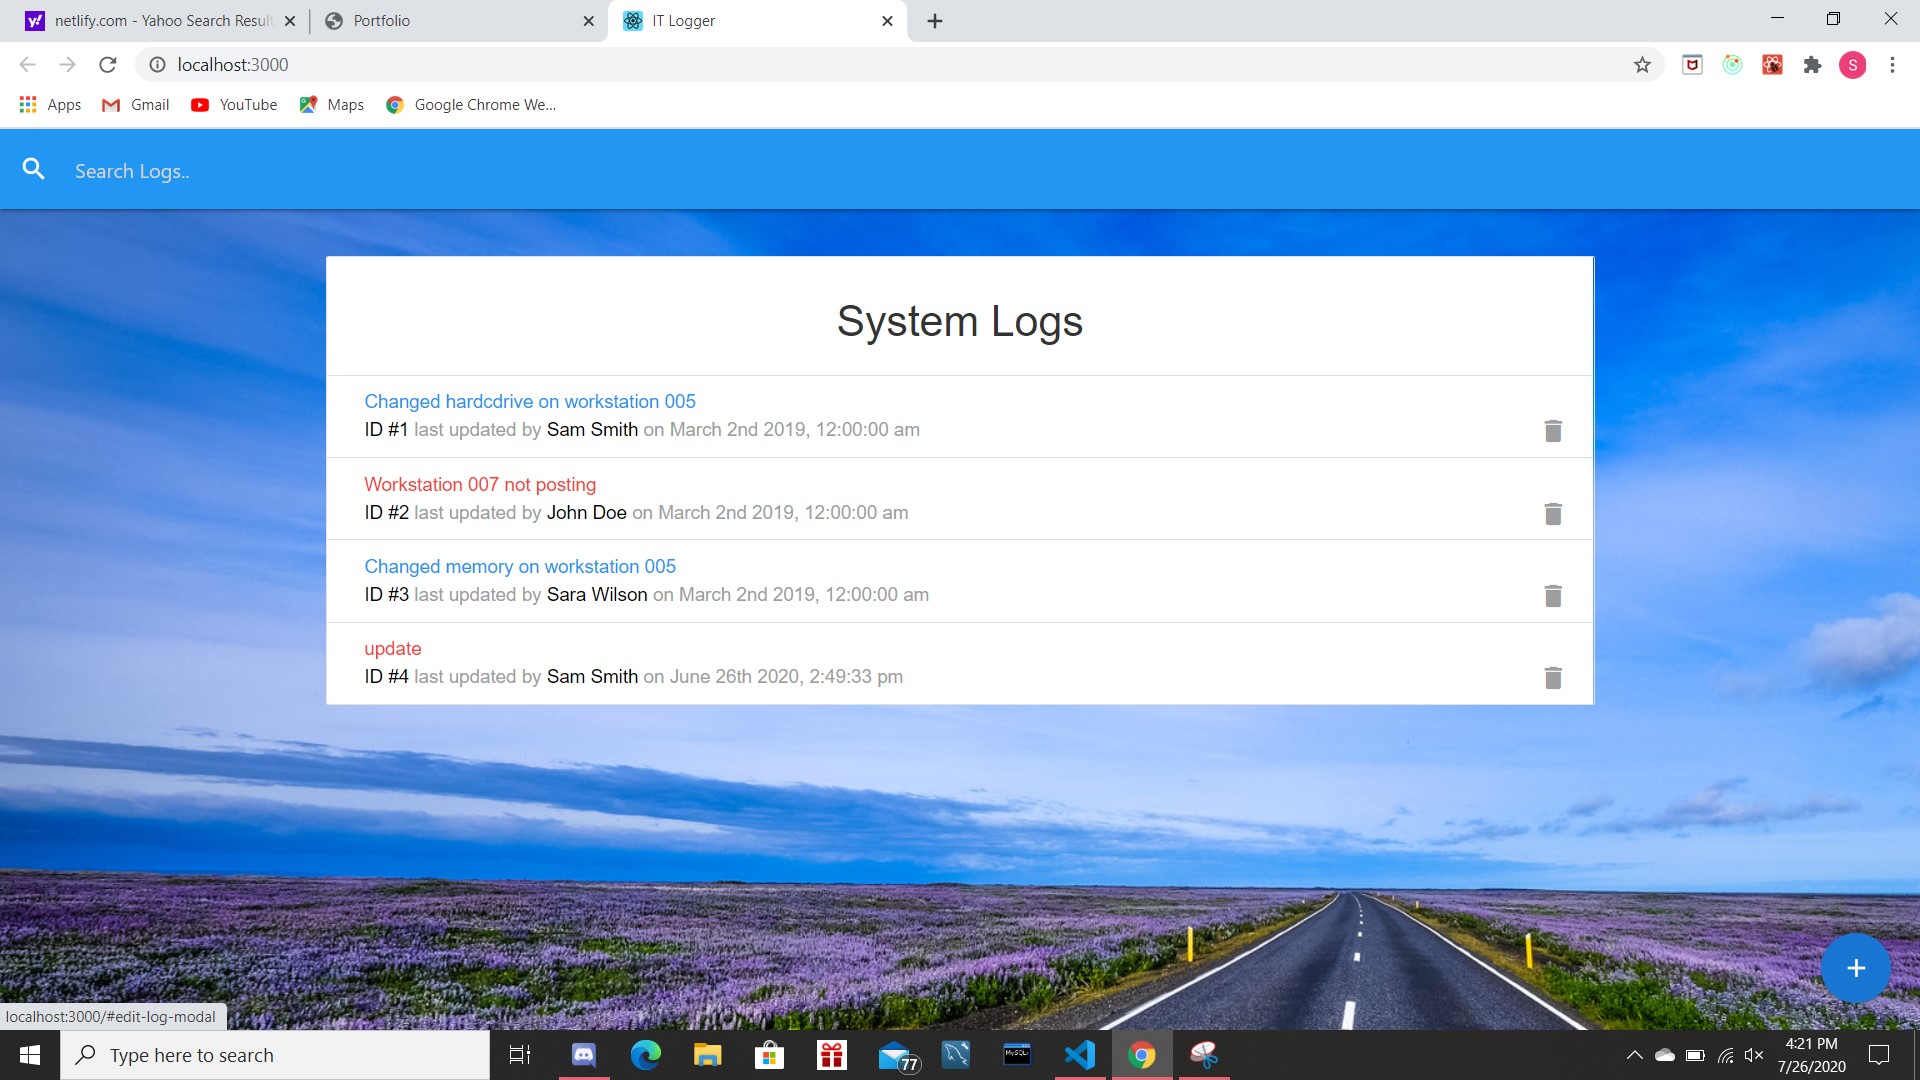 netlify.com - Yahoo Search Result
Portfolio
IT Logger
localhost:3000
S
Apps
Gmail
YouTube
Maps
Google Chrome We...
Search Logs..
System Logs
Changed hardcdrive on workstation 005
ID #1 last updated by Sam Smith on March 2nd 2019, 12:00:00 am
Workstation 007 not posting
ID #2 last updated by John Doe on March 2nd 2019, 12:00:00 am
Changed memory on workstation 005
ID #3 last updated by Sara Wilson on March 2nd 2019, 12:00:00 am
update
ID #4 last updated by Sam Smith on June 26th 2020, 2:49:33 pm
+
localhost:3000/#edit-log-modal
Type here to search
77
MySQL
4:21 PM
7/26/2020